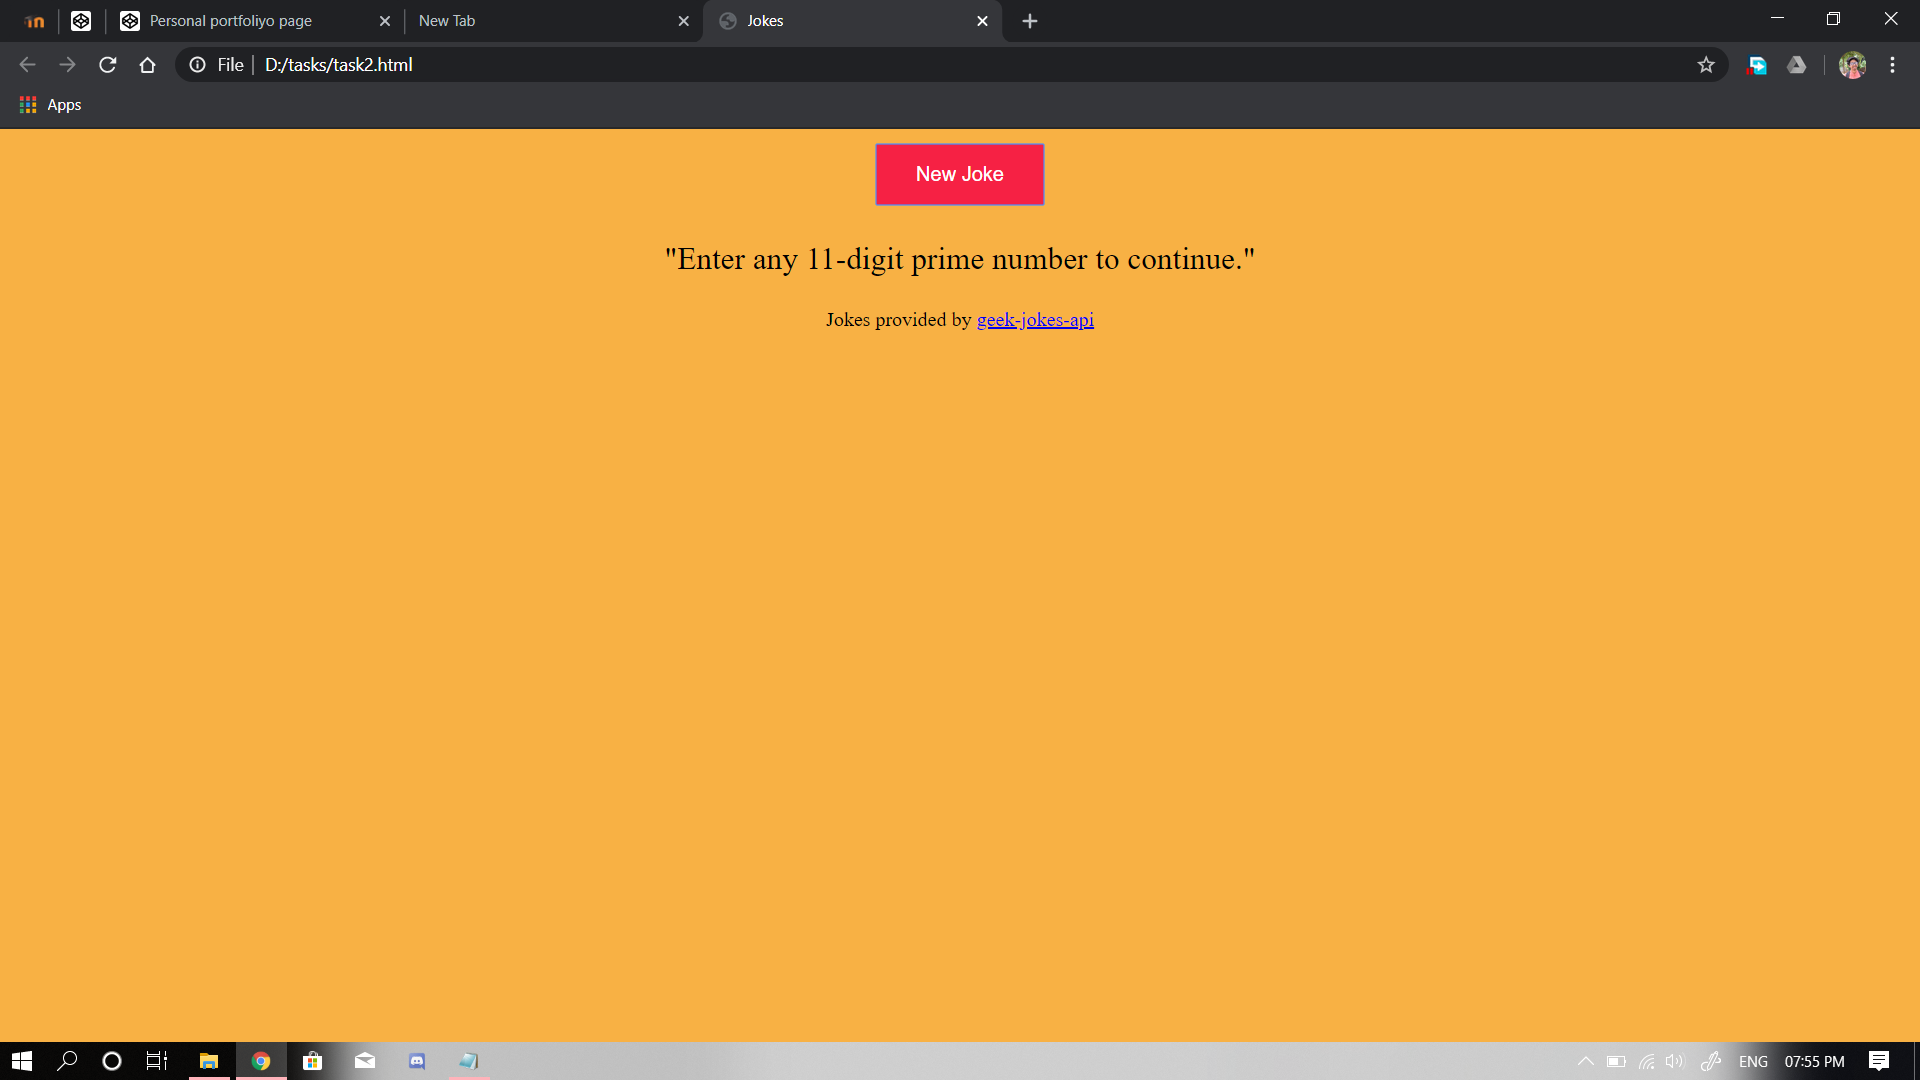 Personal portfoliyo page
New Tab
Jokes
File
D:/tasks/task2.html
Apps
New Joke
"Enter any 11-digit prime number to continue."
Jokes provided by geek-jokes-api
ENG
07:55 PM